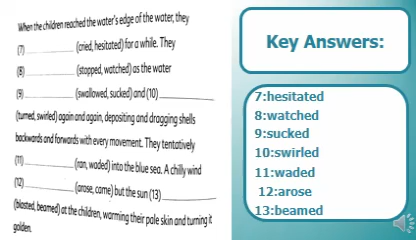 When the children reached the water's edge of the water, they
(7) ____________ (cried, hesitated) for a while. They
(8) ____________ (stopped, watched) as the water
(9) ____________ (swallowed, sucked) and (10) ____________
(turned, swirled) again and again, depositing and dragging shells
backwards and forwards with every movement. They tentatively
(11) ____________ (ran, waded) into the blue sea. A chilly wind
(12) ____________ (arose, came) but the sun (13) ____________
(blasted, beamed) at the children, warming their pale skin and turning it
golden.
Key Answers:
7:hesitated
8:watched
9:sucked
10:swirled
11:waded
12:arose
13:beamed